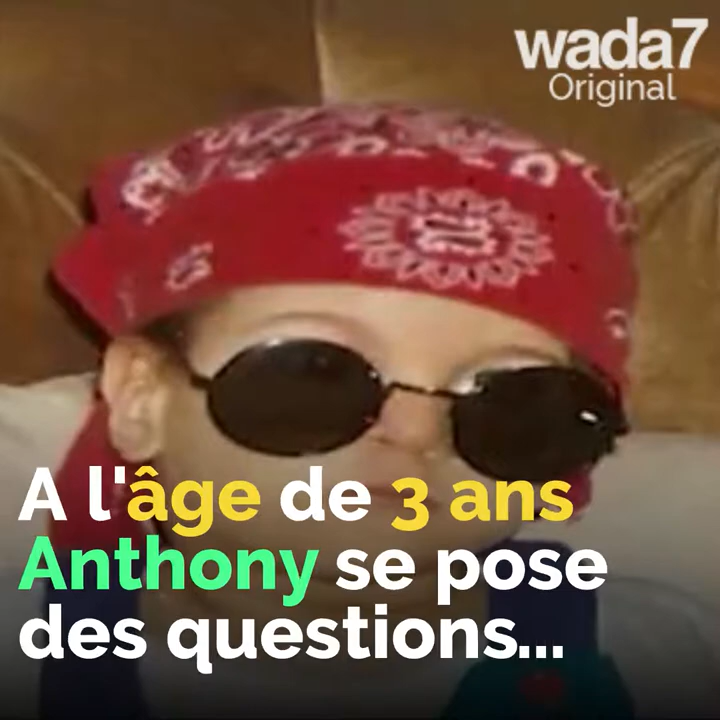 wada7
Original
A l'âge de 3 ans
Anthony se pose
des questions...